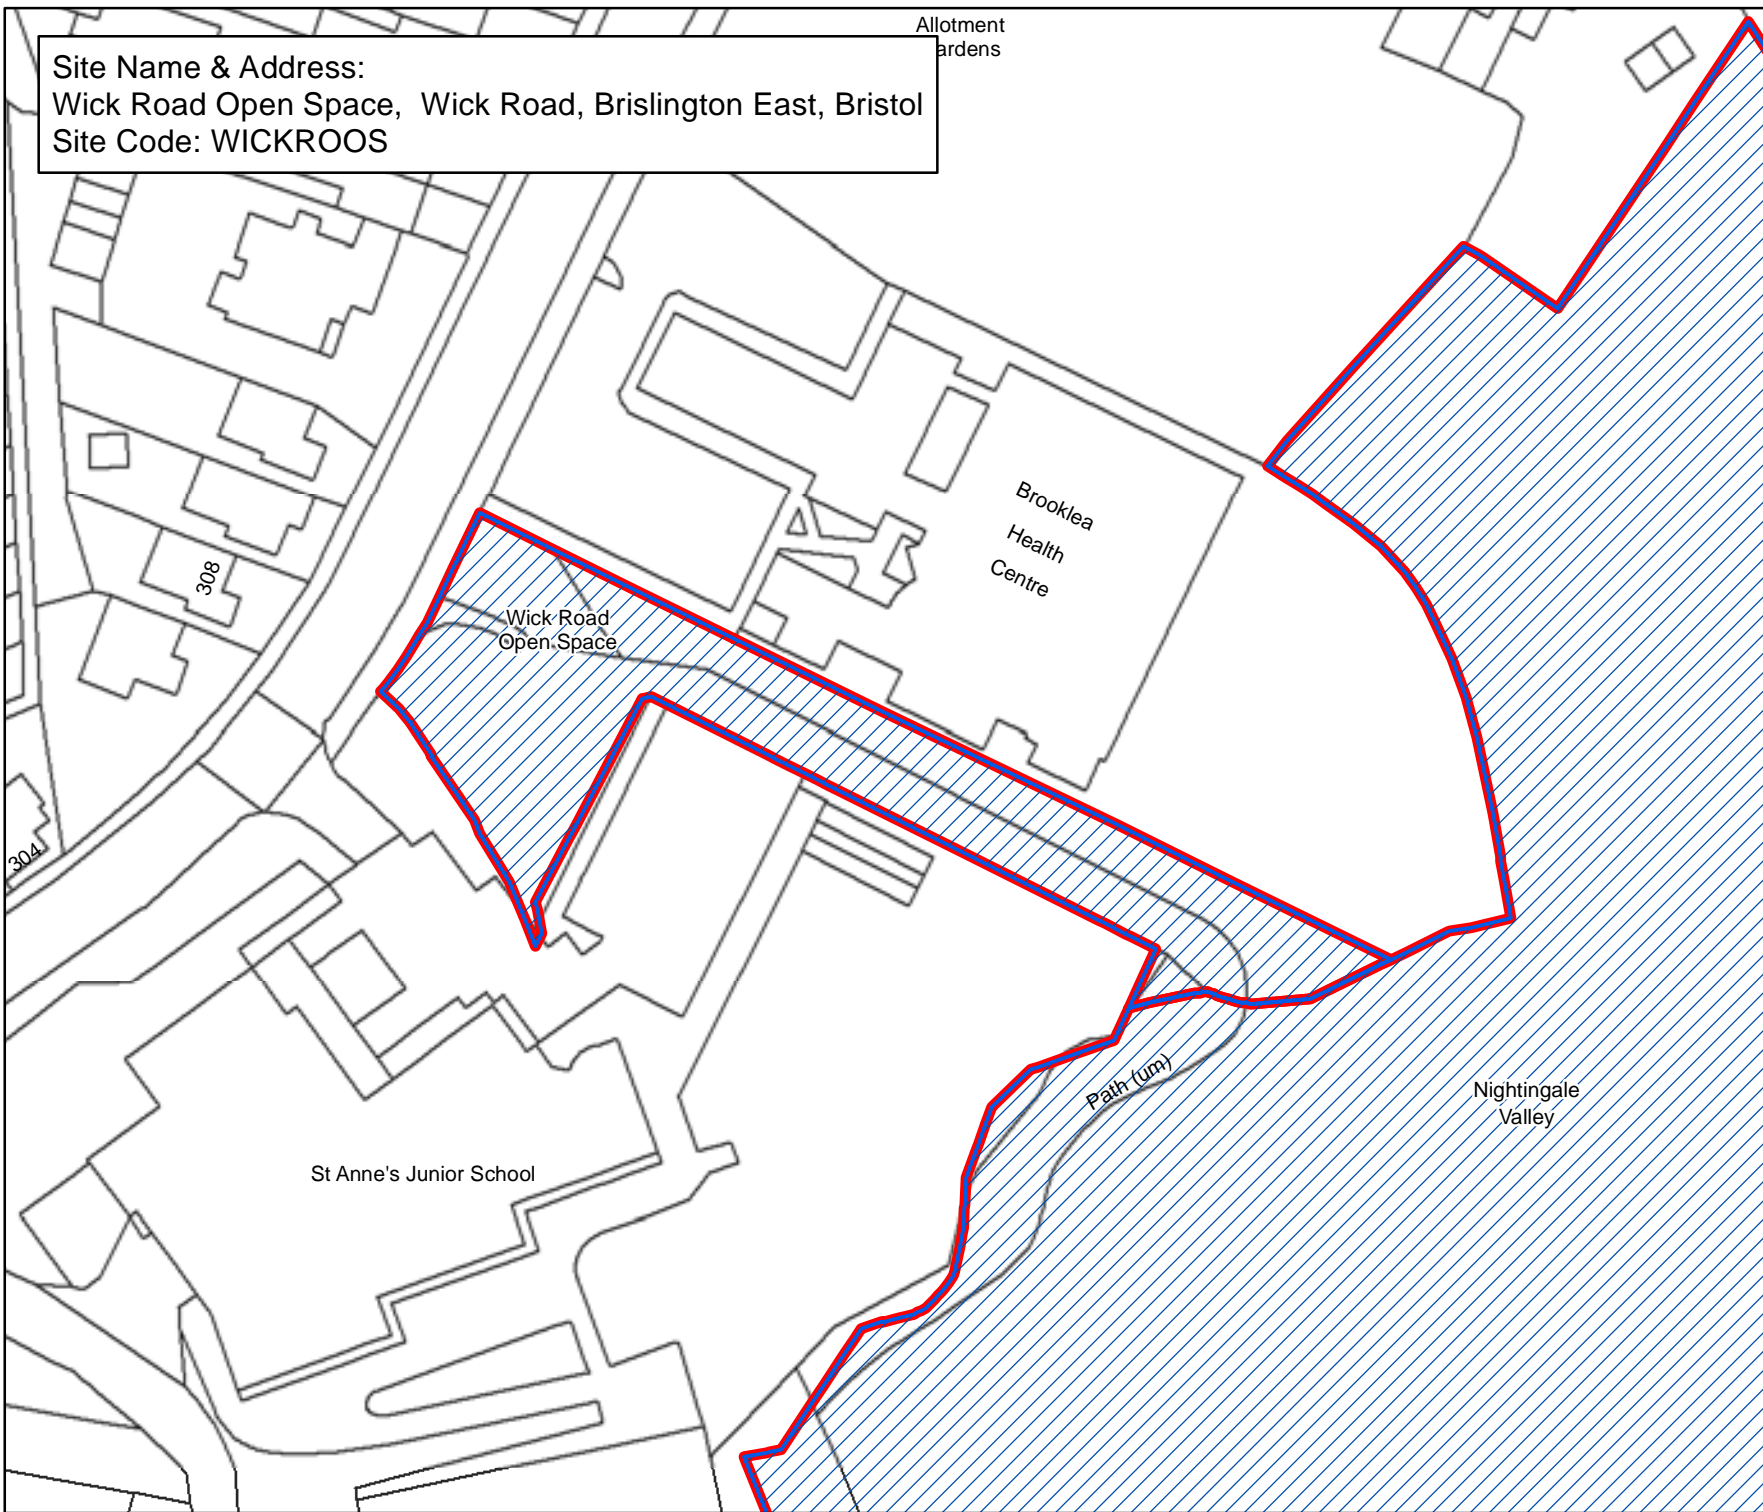 Allotment
ardens
Site Name & Address:
Wick Road Open Space, Wick Road, Brislington East, Bristol
Site Code: WICKROOS
Brooklea
Health
Centre
308
Wick Road
Open Space
304
Path (um)
Nightingale
Valley
St Anne's Junior School